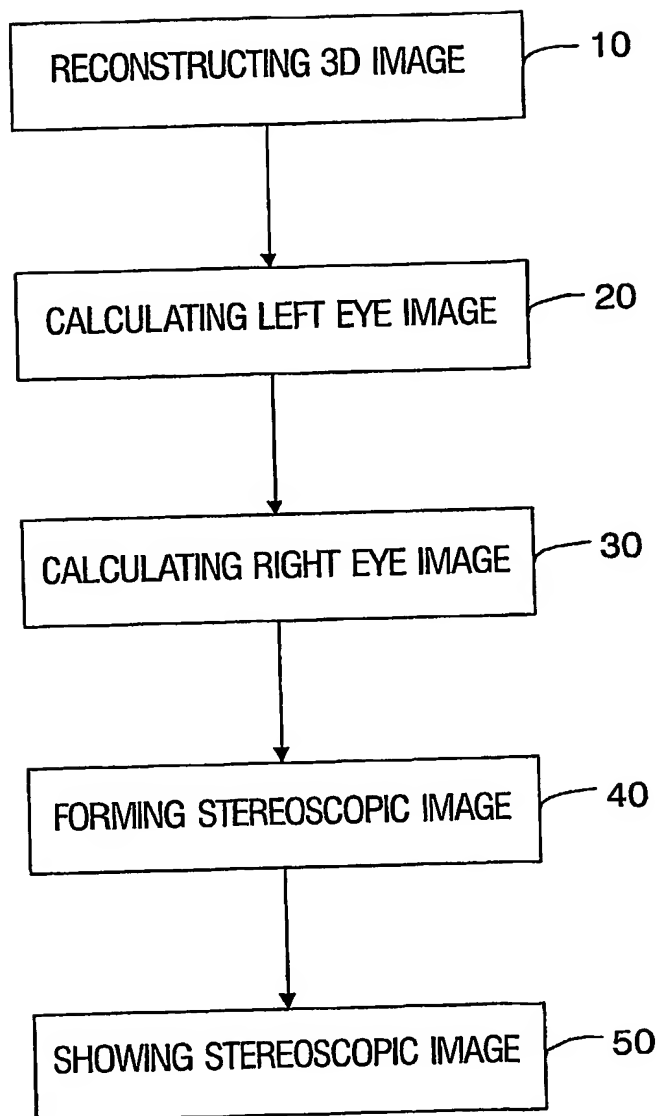 RECONSTRUCTING 3D IMAGE 10
CALCULATING LEFT EYE IMAGE 20
CALCULATING RIGHT EYE IMAGE 30
FORMING STEREOSCOPIC IMAGE 40
SHOWING STEREOSCOPIC IMAGE 50